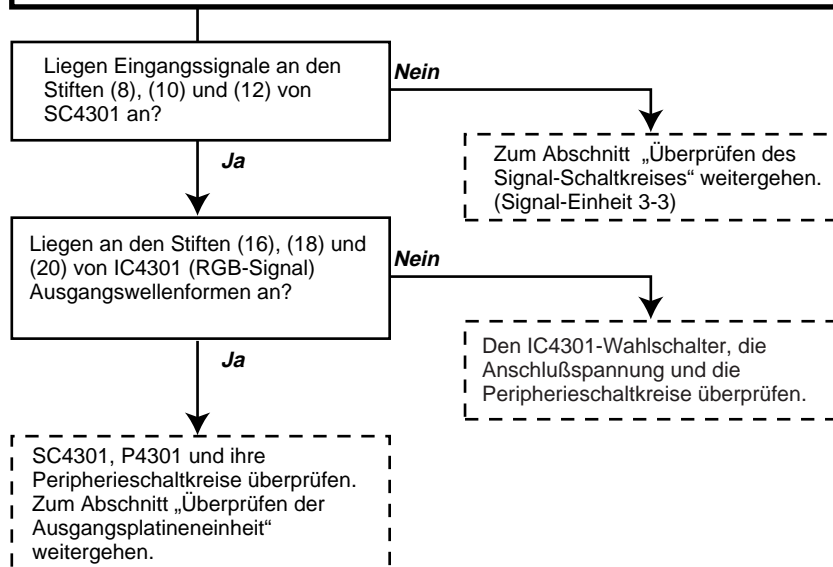 Liegen Eingangssignale an den
Stiften (8), (10) und (12) von
SC4301 an?
Nein
Ja
Zum Abschnitt „Überprüfen des
Signal-Schaltkreises“ weitergehen.
(Signal-Einheit 3-3)
Liegen an den Stiften (16), (18) und
(20) von IC4301 (RGB-Signal)
Ausgangswellenformen an?
Nein
Ja
Den IC4301-Wahlschalter, die
Anschlußspannung und die
Peripherieschaltkreise überprüfen.
SC4301, P4301 und ihre
Peripherieschaltkreise überprüfen.
Zum Abschnitt „Überprüfen der
Ausgangsplatineneinheit“
weitergehen.